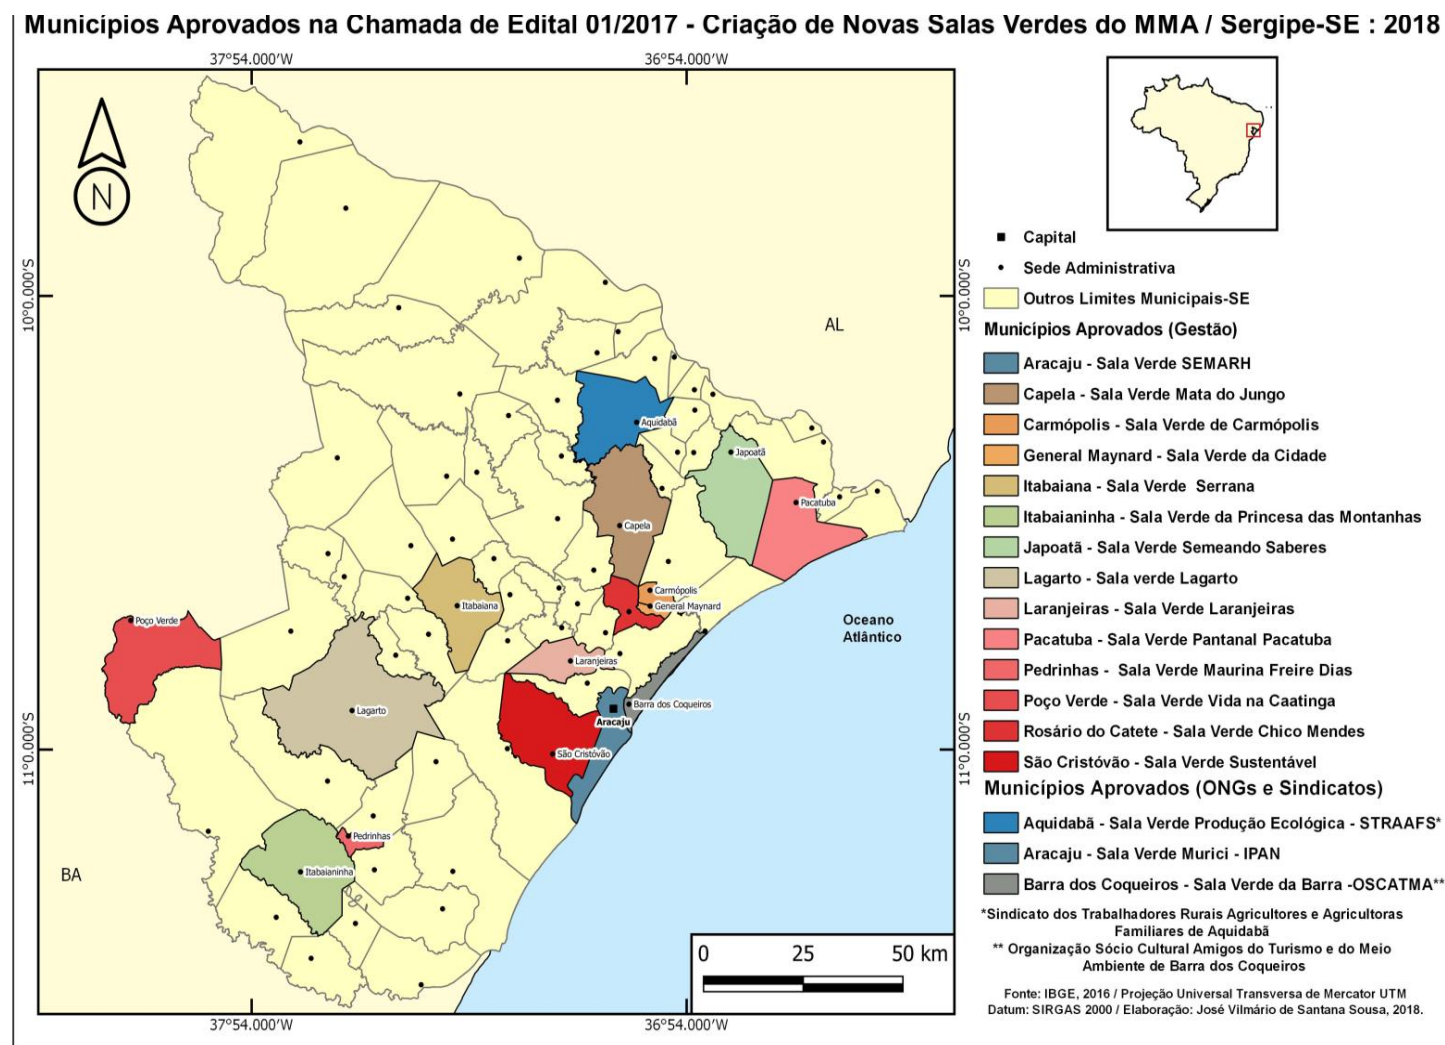 Municípios Aprovados na Chamada de Edital 01/2017 - Criação de Novas Salas Verdes do MMA / Sergipe-SE : 2018
37°54.000'W
36°54.000'W
N
10°0.000'S
10°0.000'S
AL
Aquidabã
Japoatã
Pacatuba
Capela
Carmópolis
General Maynard
Itabaiana
Poço Verde
Oceano
Atlântico
Laranjeiras
Barra dos Coqueiros
Lagarto
Aracaju
São Cristóvão
11°0.000'S
11°0.000'S
Pedrinhas
Itabaianinha
BA
0 25 50 km
37°54.000'W
36°54.000'W
Capital
Sede Administrativa
Outros Limites Municipais-SE
Municípios Aprovados (Gestão)
Aracaju - Sala Verde SEMARH
Capela - Sala Verde Mata do Jungo
Carmópolis - Sala Verde de Carmópolis
General Maynard - Sala Verde da Cidade
Itabaiana - Sala Verde Serrana
Itabaianinha - Sala Verde da Princesa das Montanhas
Japoatã - Sala Verde Semeando Saberes
Lagarto - Sala verde Lagarto
Laranjeiras - Sala Verde Laranjeiras
Pacatuba - Sala Verde Pantanal Pacatuba
Pedrinhas - Sala Verde Maurina Freire Dias
Poço Verde - Sala Verde Vida na Caatinga
Rosário do Catete - Sala Verde Chico Mendes
São Cristóvão - Sala Verde Sustentável
Municípios Aprovados (ONGs e Sindicatos)
Aquidabã - Sala Verde Produção Ecológica - STRAAFS*
Aracaju - Sala Verde Murici - IPAN
Barra dos Coqueiros - Sala Verde da Barra -OSCATMA**
*Sindicato dos Trabalhadores Rurais Agricultores e Agricultoras
Familiares de Aquidabã
** Organização Sócio Cultural Amigos do Turismo e do Meio
Ambiente de Barra dos Coqueiros
Fonte: IBGE, 2016 / Projeção Universal Transversa de Mercator UTM
Datum: SIRGAS 2000 / Elaboração: José Vilmário de Santana Sousa, 2018.